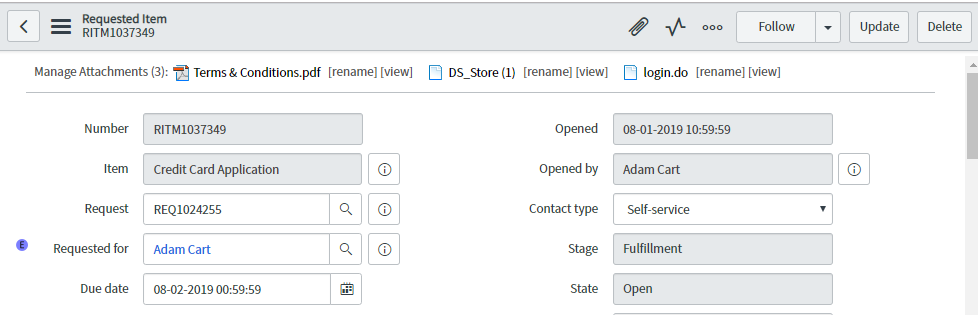 Requested Item
RITM1037349
Follow
Update
Delete
Manage Attachments (3): Terms & Conditions.pdf [rename] [view] DS_Store (1) [rename] [view] login.do [rename] [view]
Number RITM1037349 Opened 08-01-2019 10:59:59
Item Credit Card Application Opened by Adam Cart
Request REQ1024255 Contact type Self-service
E Requested for Adam Cart Stage Fulfillment
Due date 08-02-2019 00:59:59 State Open